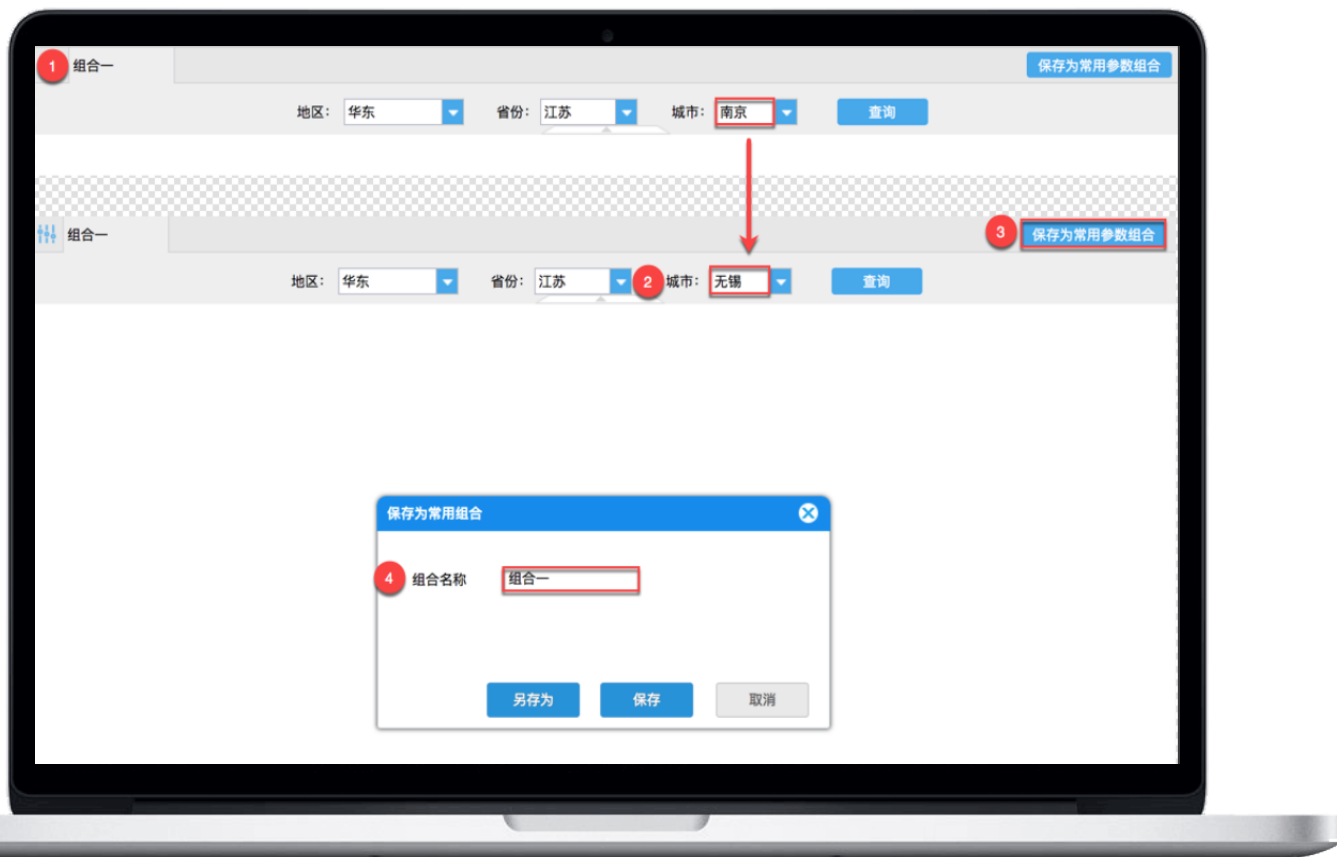 1 组合一 保存为常用参数组合
地区： 华东 省份： 江苏 城市： 南京 查询
组合一 3 保存为常用参数组合
地区： 华东 省份： 江苏 2 城市： 无锡 查询
保存为常用组合
4 组合名称 组合一
另存为 保存 取消